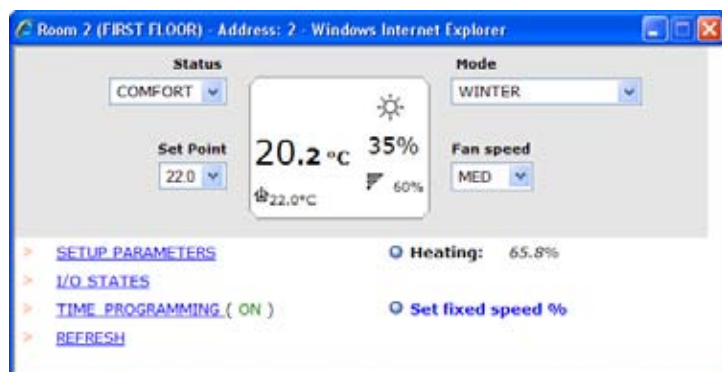 Room 2 (FIRST FLOOR) - Address: 2 - Windows Internet Explorer
Status
Mode
COMFORT
WINTER
20.2 °C
35%
Set Point
Fan speed
22.0
MED
22.0°C
60%
> SETUP PARAMETERS
Heating: 65.8%
> I/O STATES
> TIME PROGRAMMING ( ON )
Set fixed speed %
> REFRESH